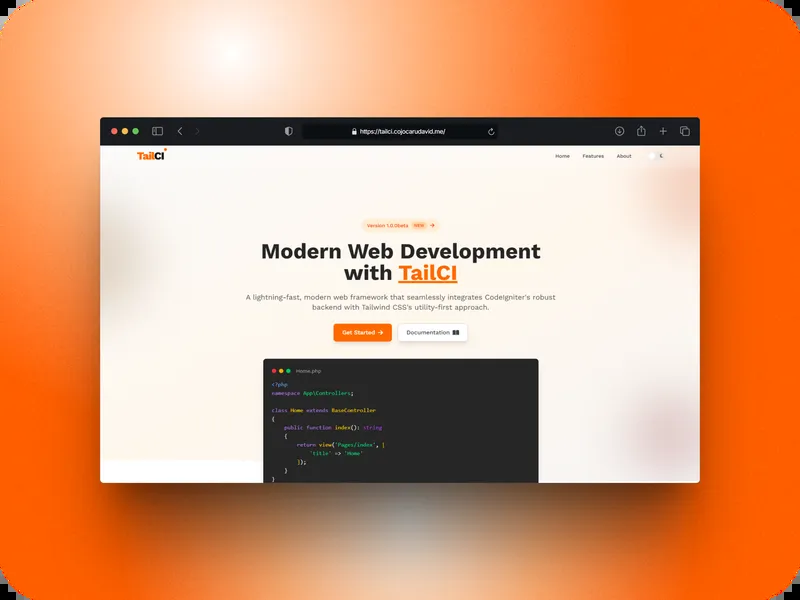 https://tailci.cojocarudavid.me/
TailCI
Home Features About
Version 1.0.0beta NEW →
Modern Web Development
with TailCI
A lightning-fast, modern web framework that seamlessly integrates CodeIgniter's robust
backend with Tailwind CSS's utility-first approach.
Get Started →
Documentation
Home.php
<?php
namespace App\Controllers;
class Home extends BaseController
{
public function index(): string
{
return view('Pages/index', [
'title' => 'Home'
]);
}
}